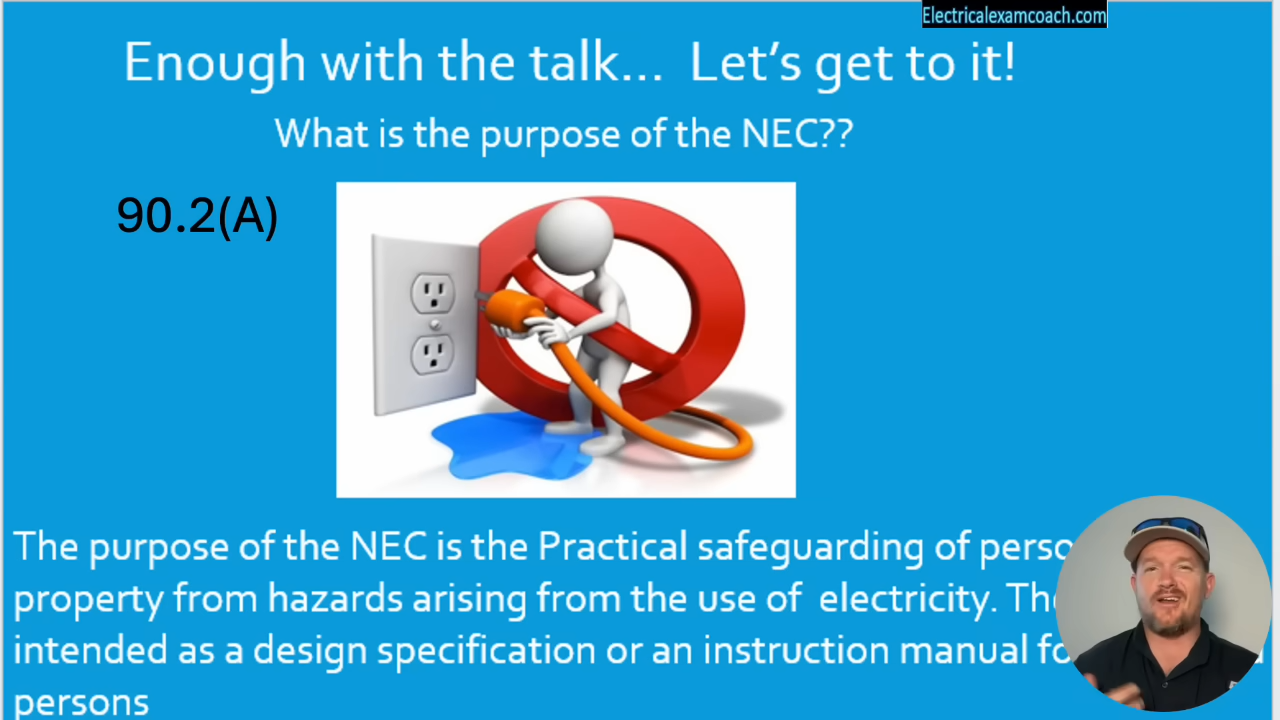 Electricalexamcoach.com
Enough with the talk... Let's get to it!
What is the purpose of the NEC??
90.2(A)
The purpose of the NEC is the Practical safeguarding of
property from hazards arising from the use of electricity.
intended as a design specification or an instruction manual
persons